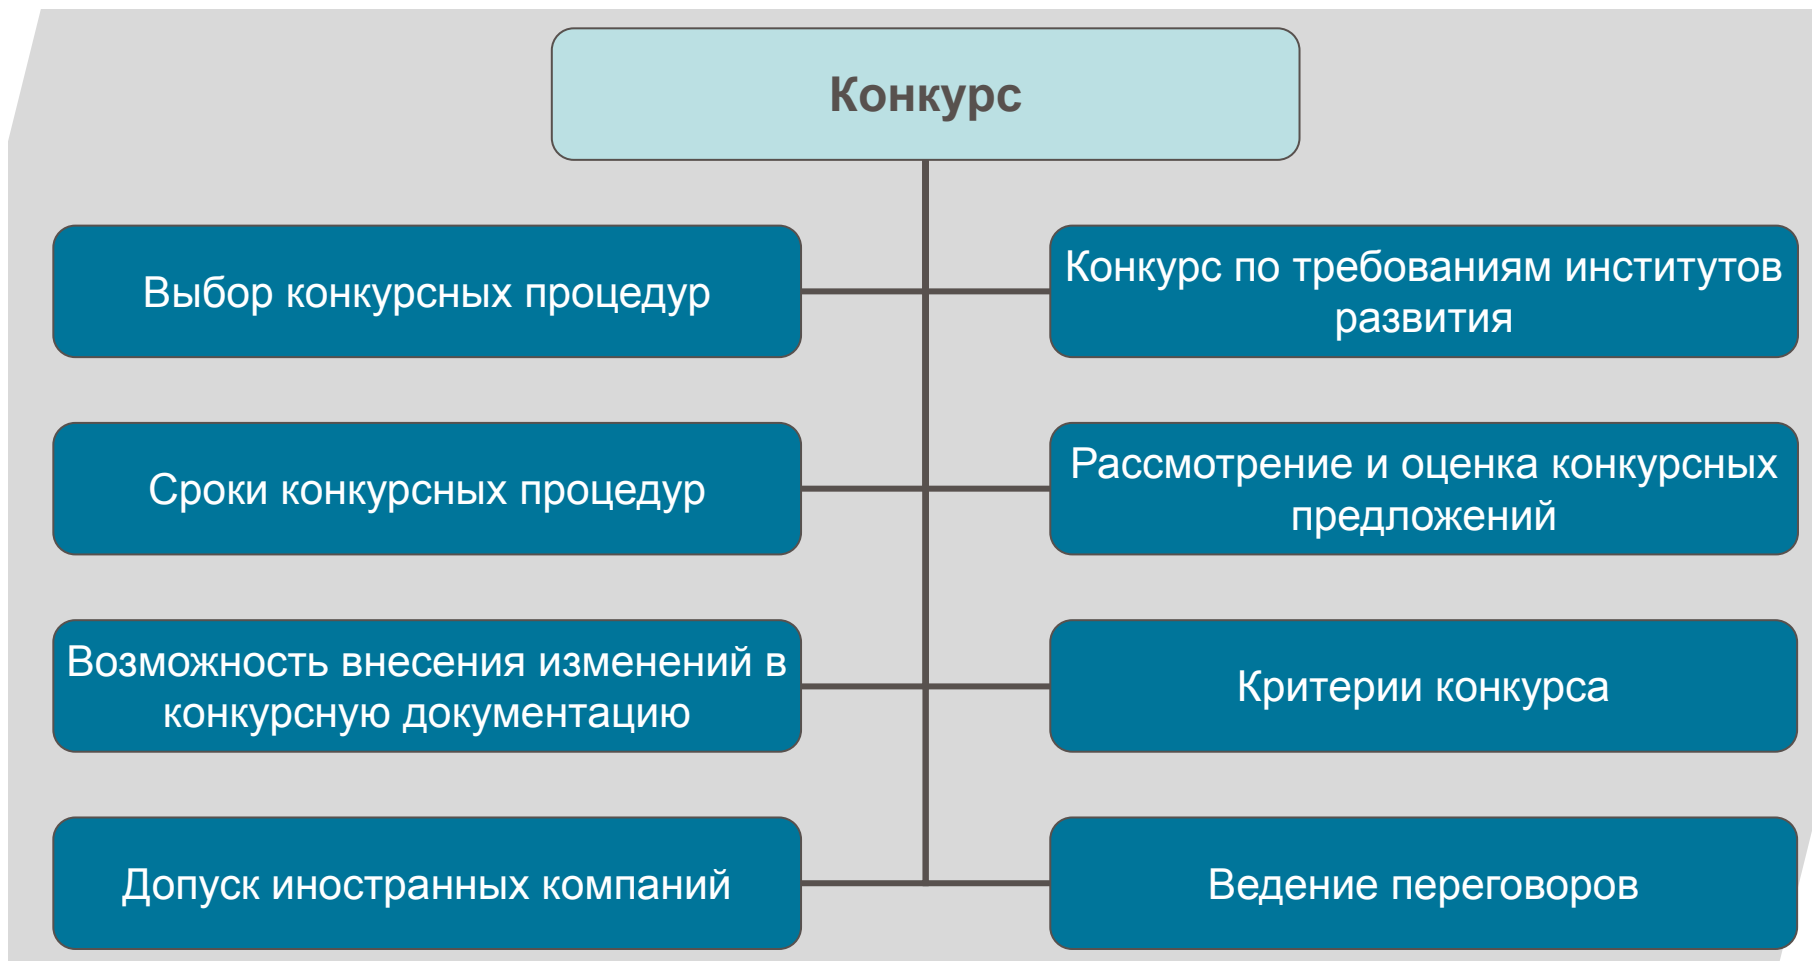 Конкурс
Выбор конкурсных процедур
Конкурс по требованиям институтов
развития
Сроки конкурсных процедур
Рассмотрение и оценка конкурсных
предложений
Возможность внесения изменений в
конкурсную документацию
Критерии конкурса
Допуск иностранных компаний
Ведение переговоров